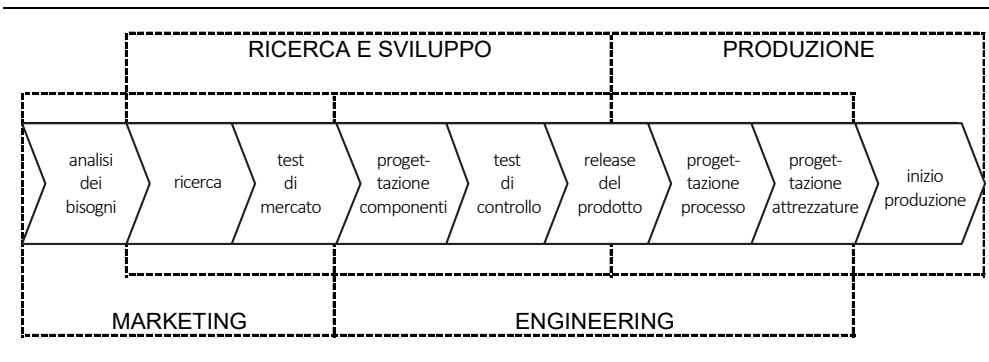 RICERCA E SVILUPPO
PRODUZIONE
analisi
dei
bisogni
ricerca
test
di
mercato
proget-
tazione
componenti
test
di
controllo
release
del
prodotto
proget-
tazione
processo
proget-
tazione
attrezzature
inizio
produzione
MARKETING
ENGINEERING